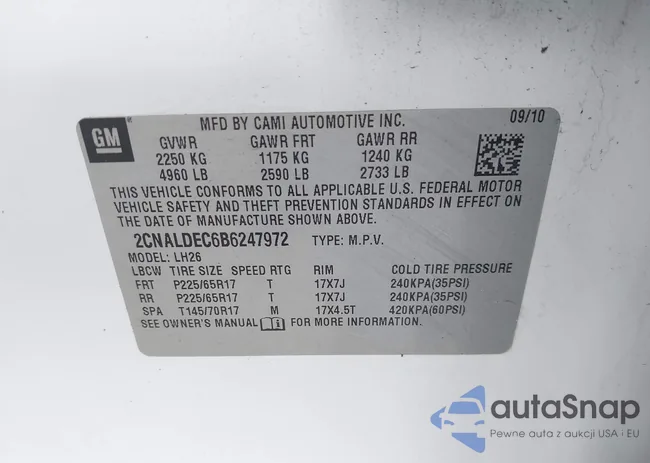 GM
MFD BY CAMI AUTOMOTIVE INC. 09/10
GVWR GAWR FRT GAWR RR
2250 KG 1175 KG 1240 KG
4960 LB 2590 LB 2733 LB
THIS VEHICLE CONFORMS TO ALL APPLICABLE U.S. FEDERAL MOTOR
VEHICLE SAFETY AND THEFT PREVENTION STANDARDS IN EFFECT ON
THE DATE OF MANUFACTURE SHOWN ABOVE.
2CNALDEC6B6247972 TYPE: M.P.V.
MODEL: LH26
LBCW TIRE SIZE SPEED RTG RIM COLD TIRE PRESSURE
FRT P225/65R17 T 17X7J 240KPA(35PSI)
RR P225/65R17 T 17X7J 240KPA(35PSI)
SPA T145/70R17 M 17X4.5T 420KPA(60PSI)
SEE OWNER'S MANUAL FOR MORE INFORMATION.
autaSnap
Pewne auta z aukcji USA i EU